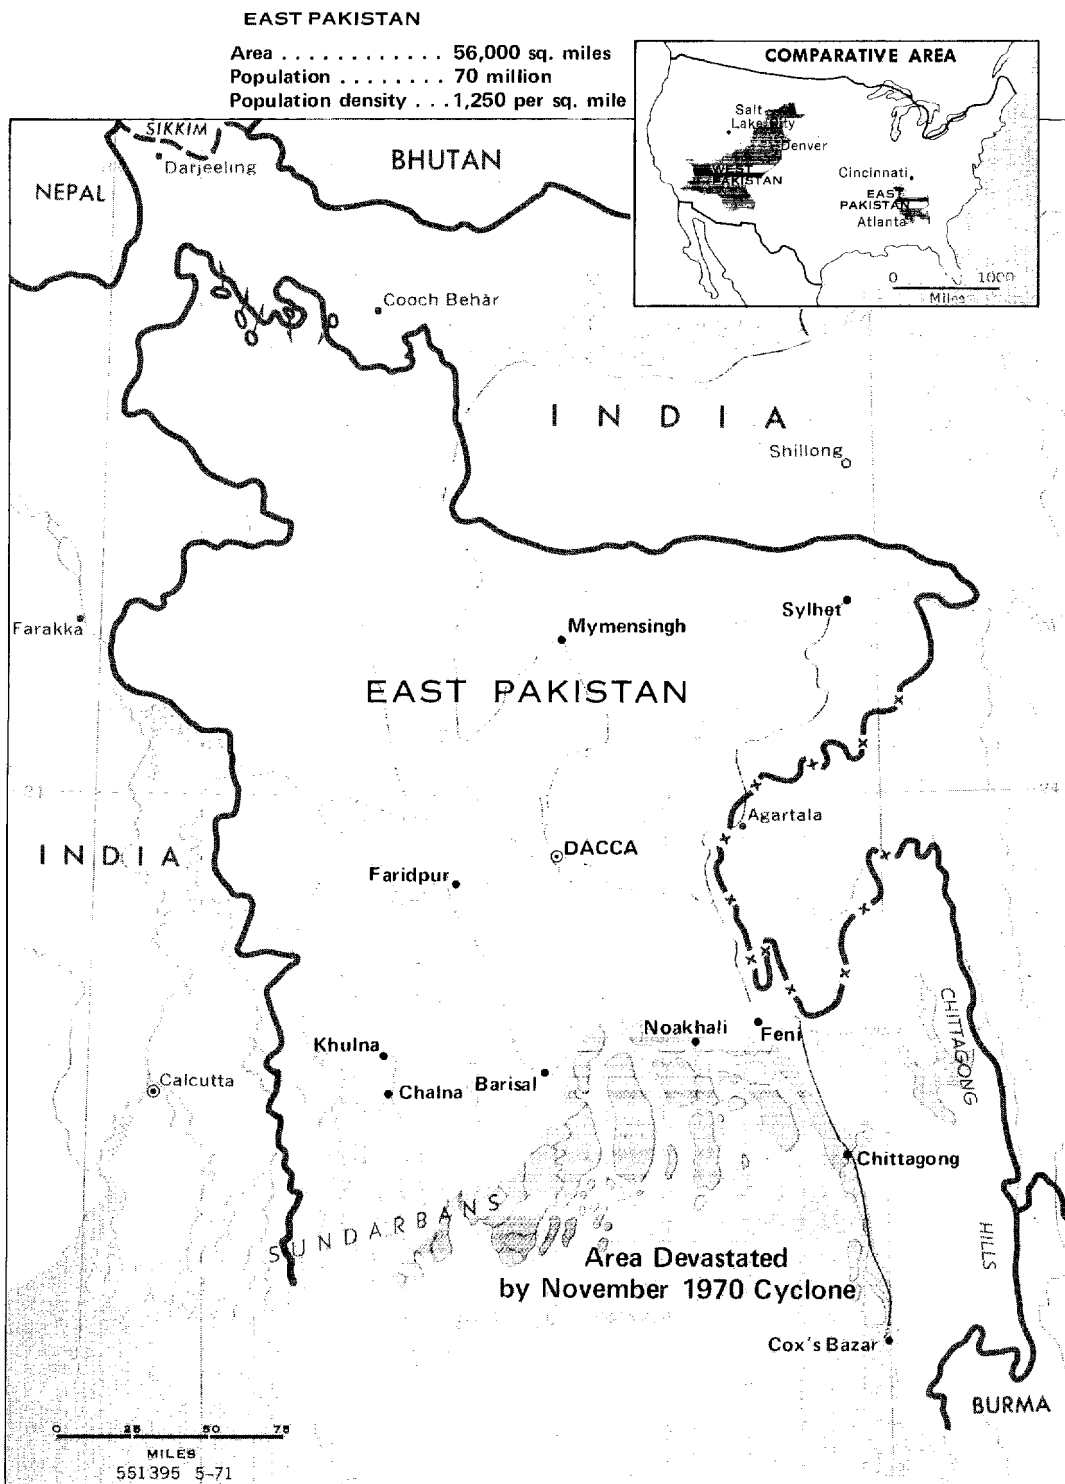 EAST PAKISTAN
Area . . . . . . . . . . . . . 56,000 sq. miles
Population . . . . . . . . 70 million
Population density . . . 1,250 per sq. mile
COMPARATIVE AREA
Salt
Lake City
Denver
WEST
PAKISTAN
Cincinnati
EAST
PAKISTAN
Atlanta
0 1000
Miles
SIKKIM
Darjeeling
BHUTAN
NEPAL
Cooch Behār
INDIA
Shillong
Farakka
Sylhet
Mymensingh
EAST PAKISTAN
24
Agartala
INDIA
DACCA
Faridpur
CHITTAGONG
HILLS
Noakhali
Feni
Khulna
Calcutta
Chalna
Barisal
Chittagong
SUNDARBANS
Area Devastated
by November 1970 Cyclone
Cox's Bazar
BURMA
0 25 50 75
MILES
551395 5-71